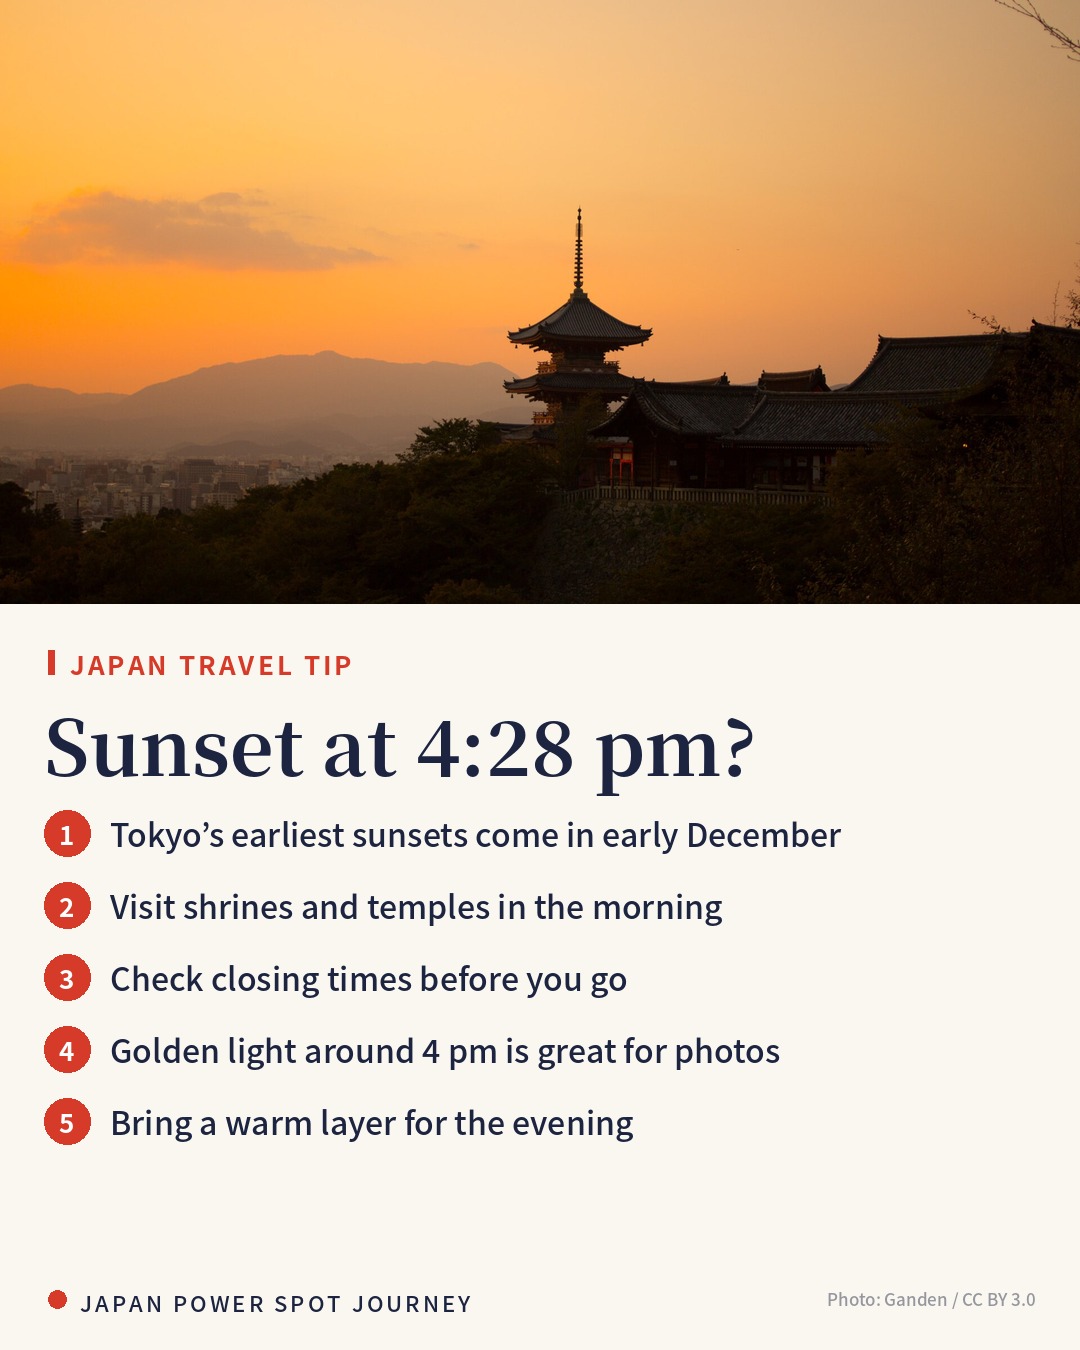 JAPAN TRAVEL TIP
Sunset at 4:28 pm?
1 Tokyo’s earliest sunsets come in early December
2 Visit shrines and temples in the morning
3 Check closing times before you go
4 Golden light around 4 pm is great for photos
5 Bring a warm layer for the evening
JAPAN POWER SPOT JOURNEY
Photo: Ganden / CC BY 3.0